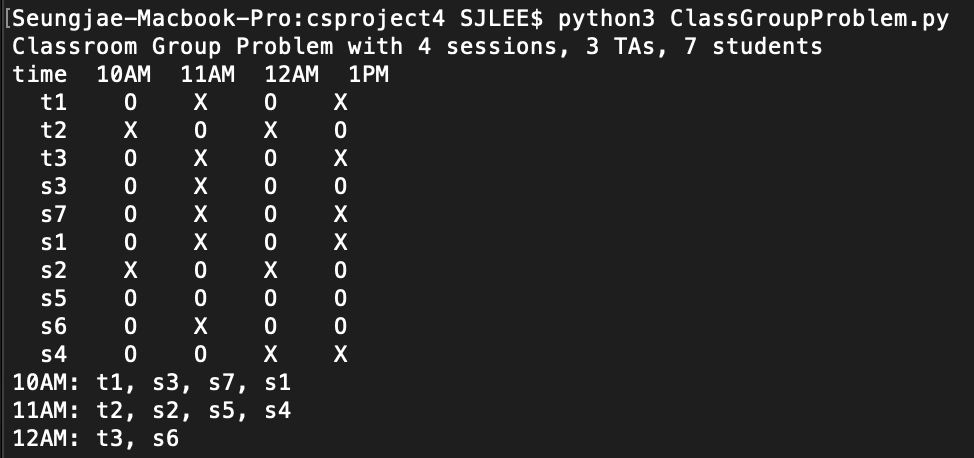 [Seungjae-Macbook-Pro:csproject4 SJLEE$ python3 ClassGroupProblem.py
Classroom Group Problem with 4 sessions, 3 TAs, 7 students
time  10AM  11AM  12AM  1PM
  t1    O    X    O    X
  t2    X    O    X    O
  t3    O    X    O    X
  s3    O    X    O    O
  s7    O    X    O    X
  s1    O    X    O    X
  s2    X    O    X    O
  s5    O    O    O    O
  s6    O    X    O    O
  s4    O    O    X    X
10AM: t1, s3, s7, s1
11AM: t2, s2, s5, s4
12AM: t3, s6